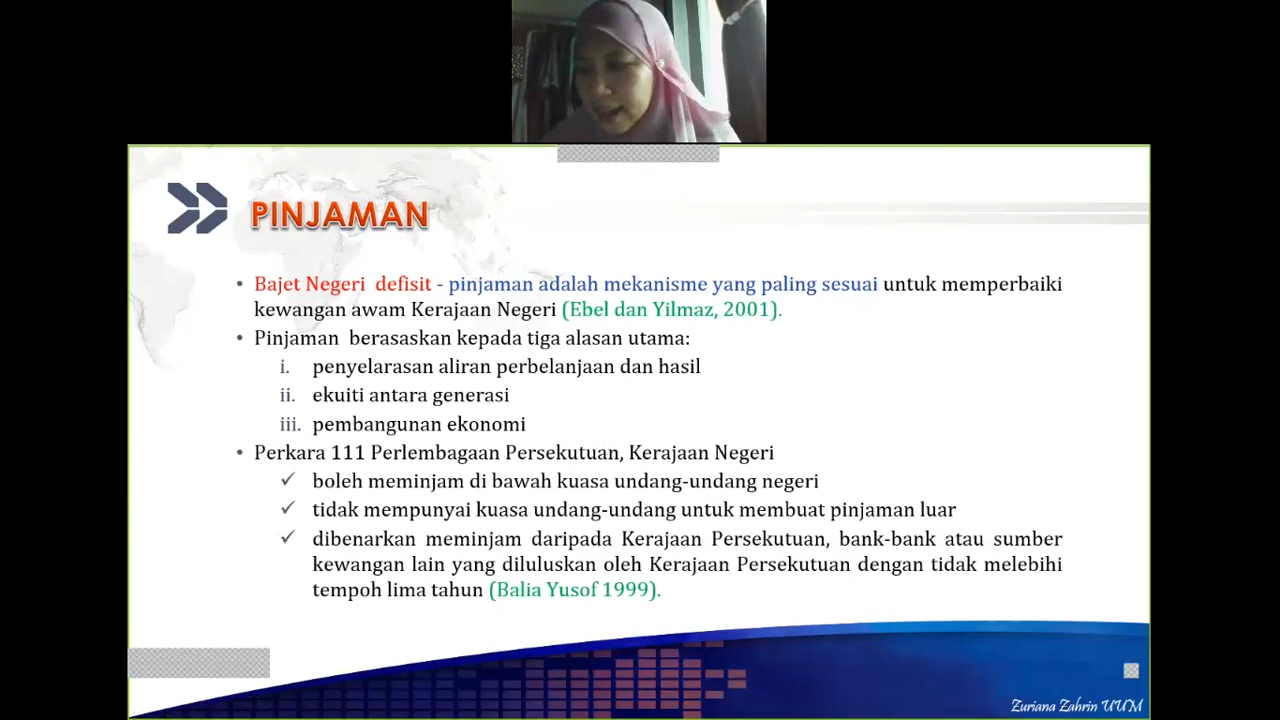 PINJAMAN
• Bajet Negeri defisit - pinjaman adalah mekanisme yang paling sesuai untuk memperbaiki
kewangan awam Kerajaan Negeri (Ebel dan Yilmaz, 2001).
• Pinjaman berasaskan kepada tiga alasan utama:
i. penyelarasan aliran perbelanjaan dan hasil
ii. ekuiti antara generasi
iii. pembangunan ekonomi
• Perkara 111 Perlembagaan Persekutuan, Kerajaan Negeri
✓ boleh meminjam di bawah kuasa undang-undang negeri
✓ tidak mempunyai kuasa undang-undang untuk membuat pinjaman luar
✓ dibenarkan meminjam daripada Kerajaan Persekutuan, bank-bank atau sumber
kewangan lain yang diluluskan oleh Kerajaan Persekutuan dengan tidak melebihi
tempoh lima tahun (Balia Yusof 1999).
Zuriana Zahrin UUM